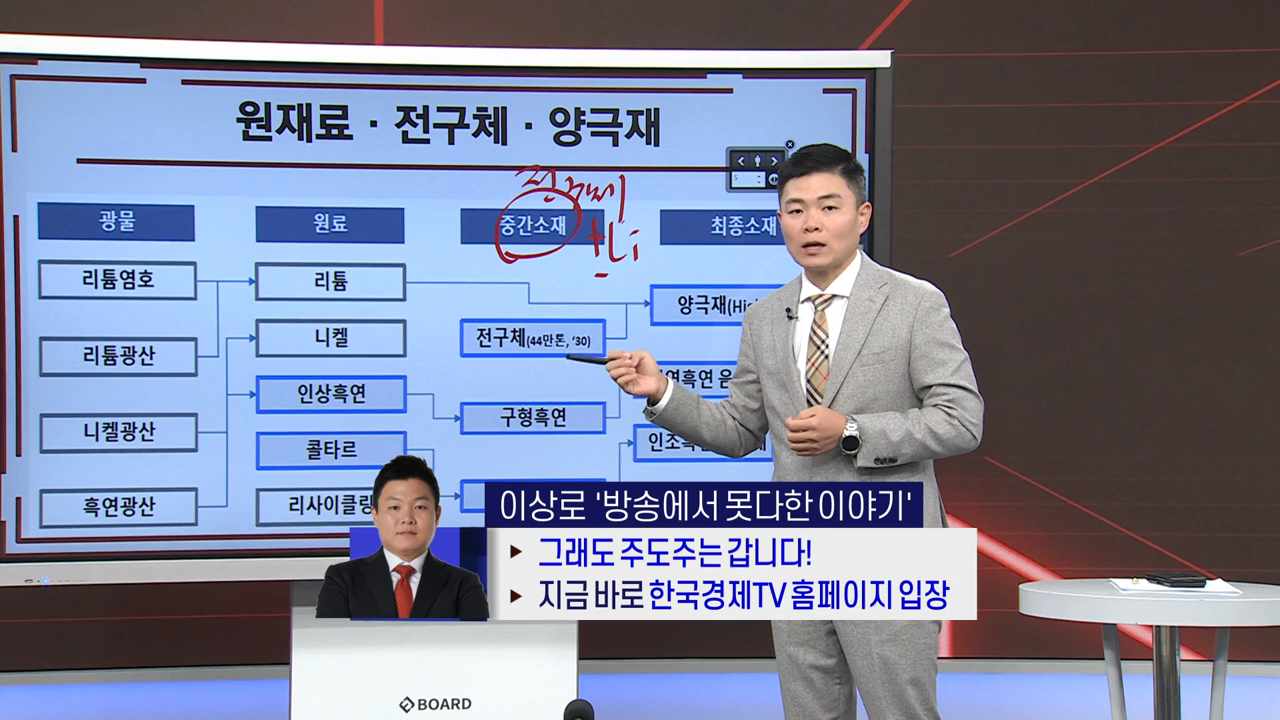 원재료 · 전구체 · 양극재
전구체
+Li
광물
원료
중간소재
최종소재
리튬염호
리튬
양극재
리튬광산
니켈
전구체(44만톤, ‘30)
인상흑연
니켈광산
구형흑연
콜타르
흑연광산
리사이클링
5
이상로 '방송에서 못다한 이야기'
그래도 주도주는 갑니다!
지금 바로 한국경제TV 홈페이지 입장
BOARD